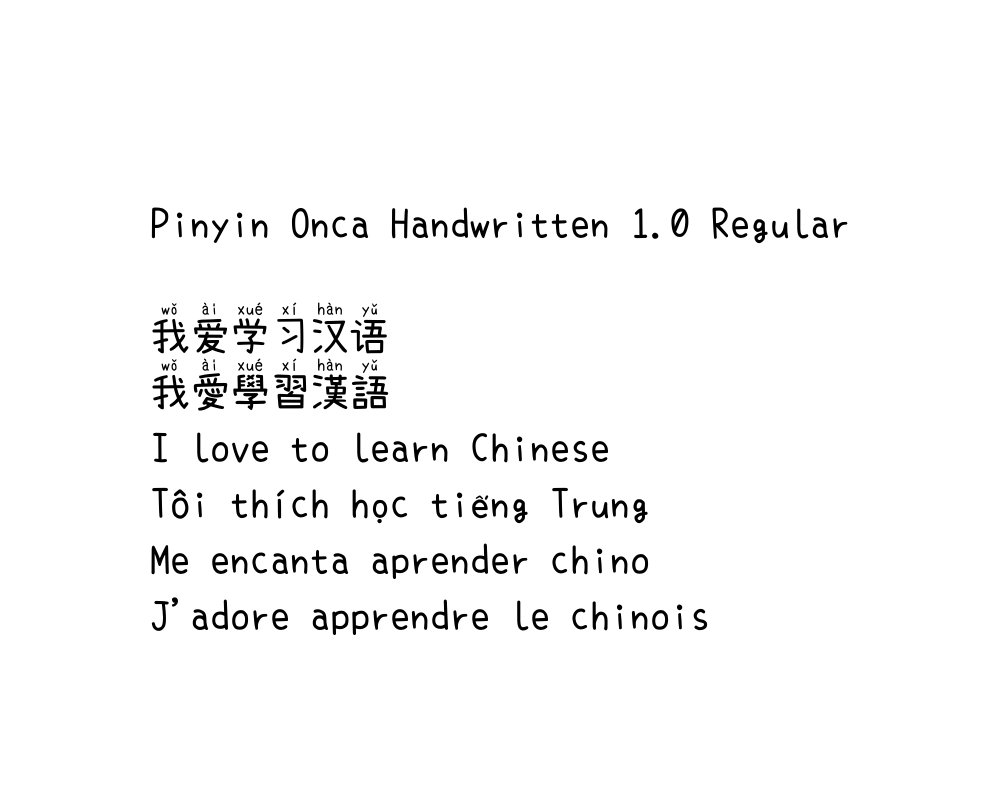 Pinyin Onca Handwritten 1.0 Regular
wǒ ài xué xí hàn yǔ
我爱学习汉语
wǒ ài xué xí hàn yǔ
我愛學習漢語
I love to learn Chinese
Tôi thích học tiếng Trung
Me encanta aprender chino
J’adore apprendre le chinois